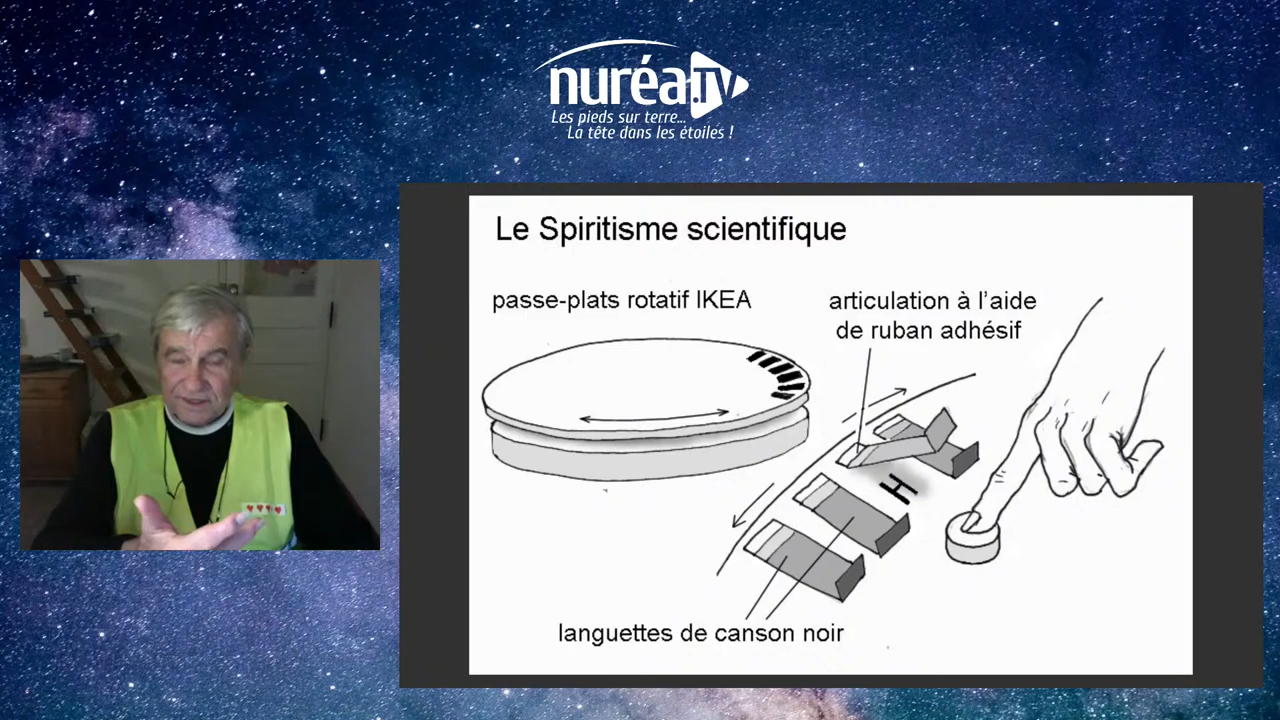 nuréa.TV
Les pieds sur terre...
La tête dans les étoiles !
Le Spiritisme scientifique
passe-plats rotatif IKEA
articulation à l'aide
de ruban adhésif
H
languettes de canson noir